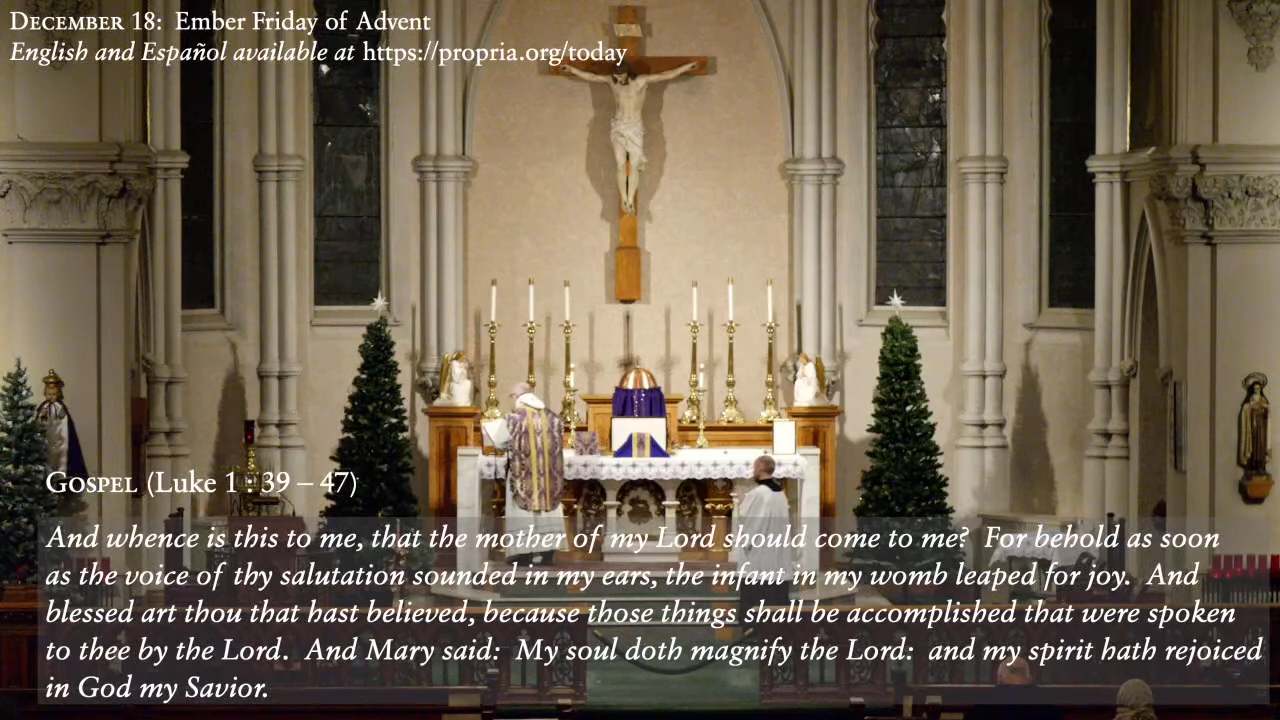 December 18: Ember Friday of Advent
English and Español available at https://propria.org/today
Gospel (Luke 1 : 39 – 47)
And whence is this to me, that the mother of my Lord should come to me? For behold as soon
as the voice of thy salutation sounded in my ears, the infant in my womb leaped for joy. And
blessed art thou that hast believed, because those things shall be accomplished that were spoken
to thee by the Lord. And Mary said: My soul doth magnify the Lord: and my spirit hath rejoiced
in God my Savior.